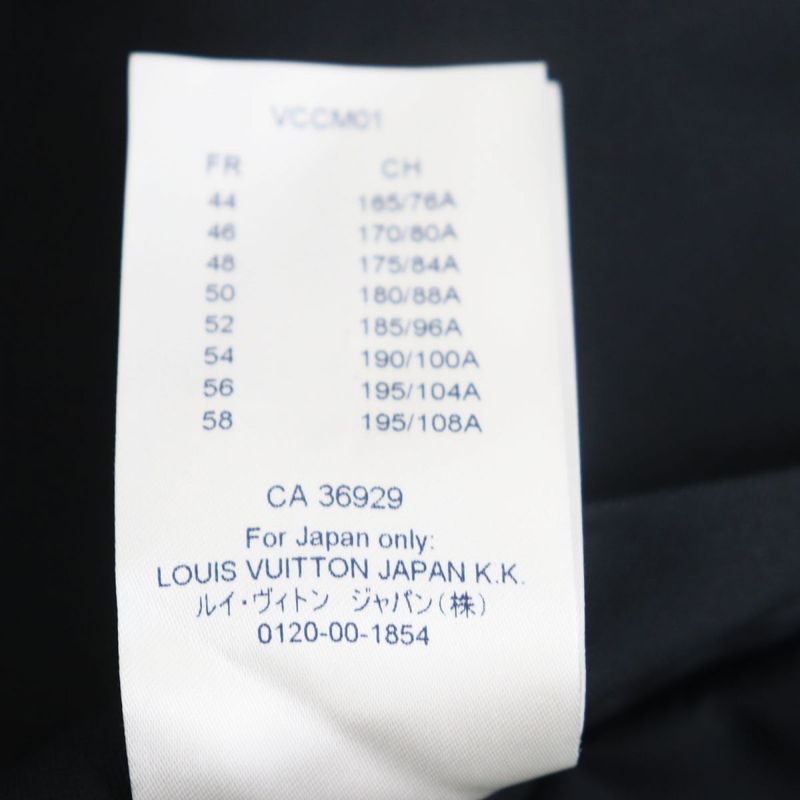 VCCM01
FR CH
44 165/76A
46 170/80A
48 175/84A
50 180/88A
52 185/96A
54 190/100A
56 195/104A
58 195/108A
CA 36929
For Japan only:
LOUIS VUITTON JAPAN K.K.
ルイ・ヴィトン ジャパン(株)
0120-00-1854